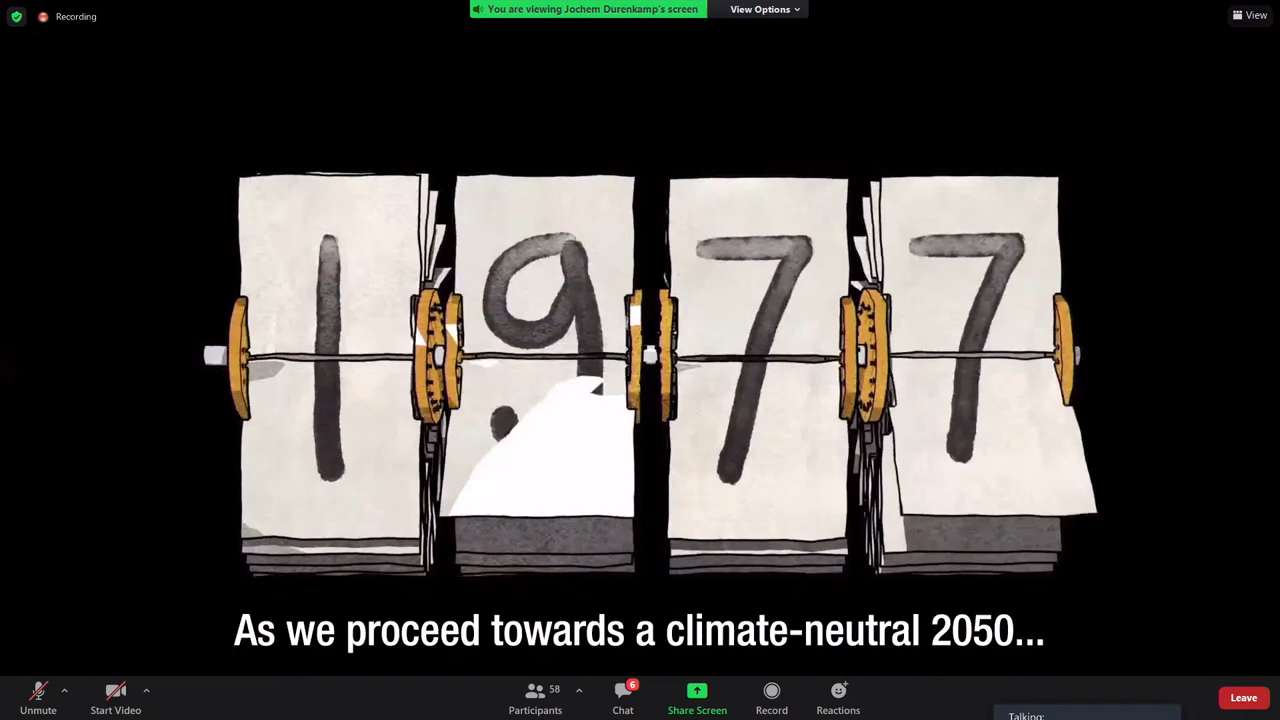 Recording
You are viewing Jochem Durenkamp's screen
View Options
View
1977
As we proceed towards a climate-neutral 2050...
Unmute
Start Video
58
Participants
6
Chat
Share Screen
Record
Reactions
Talking:
Leave